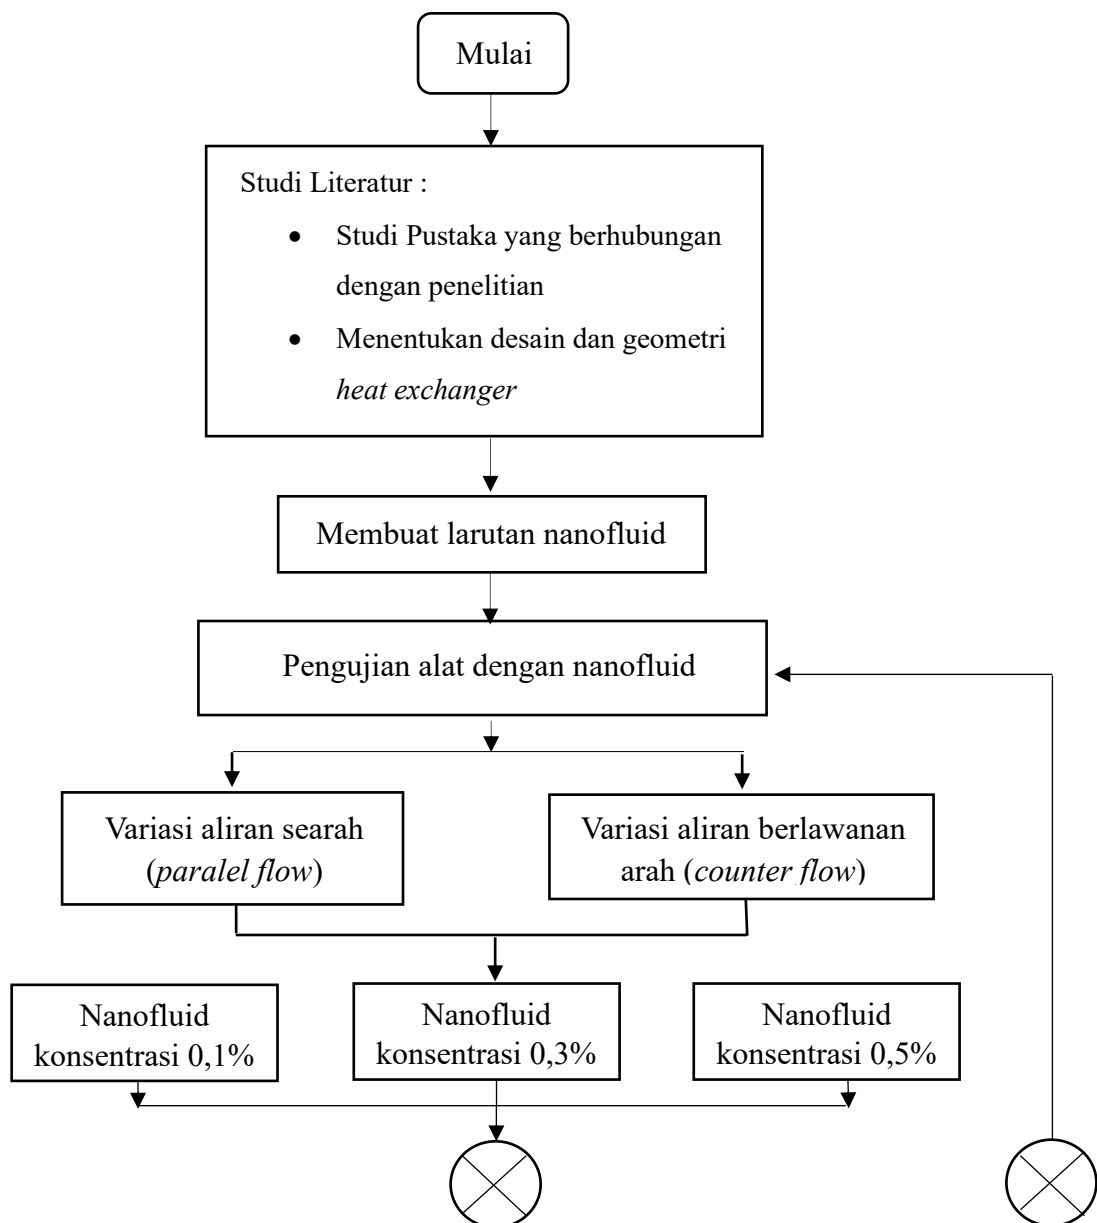 Mulai
Studi Literatur :
• Studi Pustaka yang berhubungan
dengan penelitian
• Menentukan desain dan geometri
heat exchanger
Membuat larutan nanofluid
Pengujian alat dengan nanofluid
Variasi aliran searah
(paralel flow)
Variasi aliran berlawanan
arah (counter flow)
Nanofluid
konsentrasi 0,1%
Nanofluid
konsentrasi 0,3%
Nanofluid
konsentrasi 0,5%